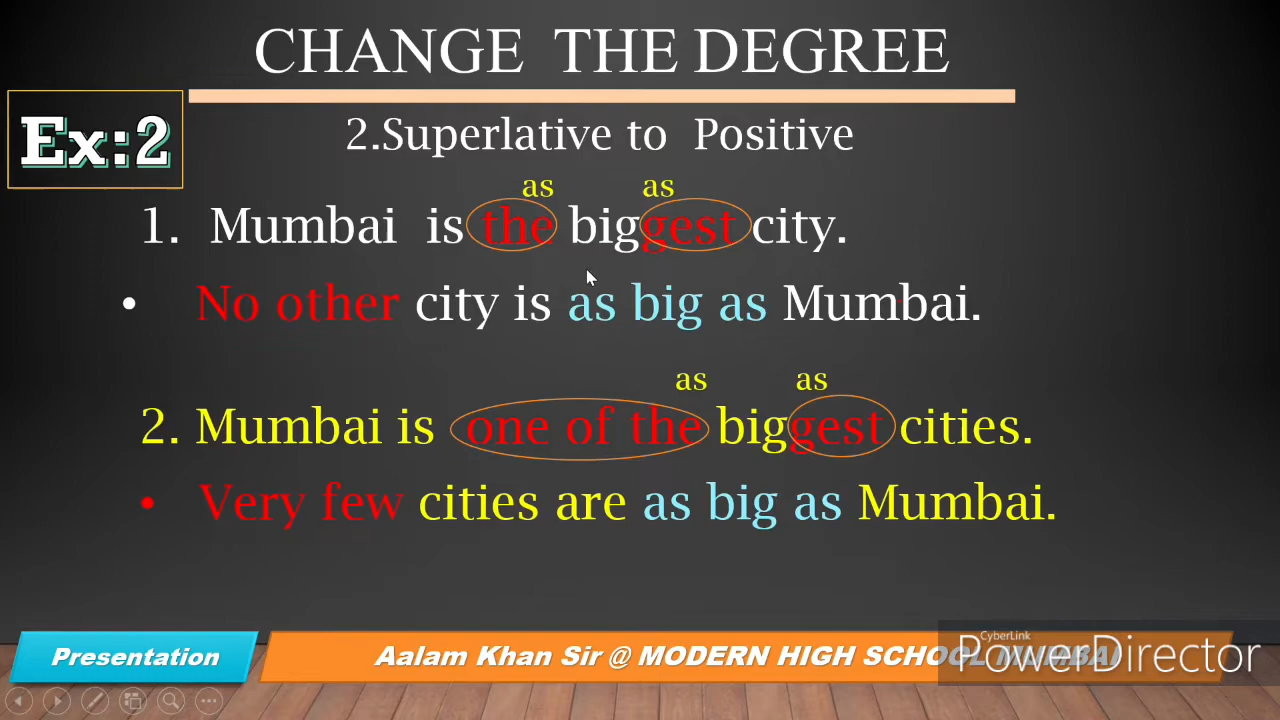 CHANGE THE DEGREE
Ex:2
2.Superlative to Positive
as as
1. Mumbai is the biggest city.
• No other city is as big as Mumbai.
as as
2. Mumbai is one of the biggest cities.
• Very few cities are as big as Mumbai.
Presentation
Aalam Khan Sir @ MODERN HIGH SCHOOL MUMBAI
CyberLink
PowerDirector